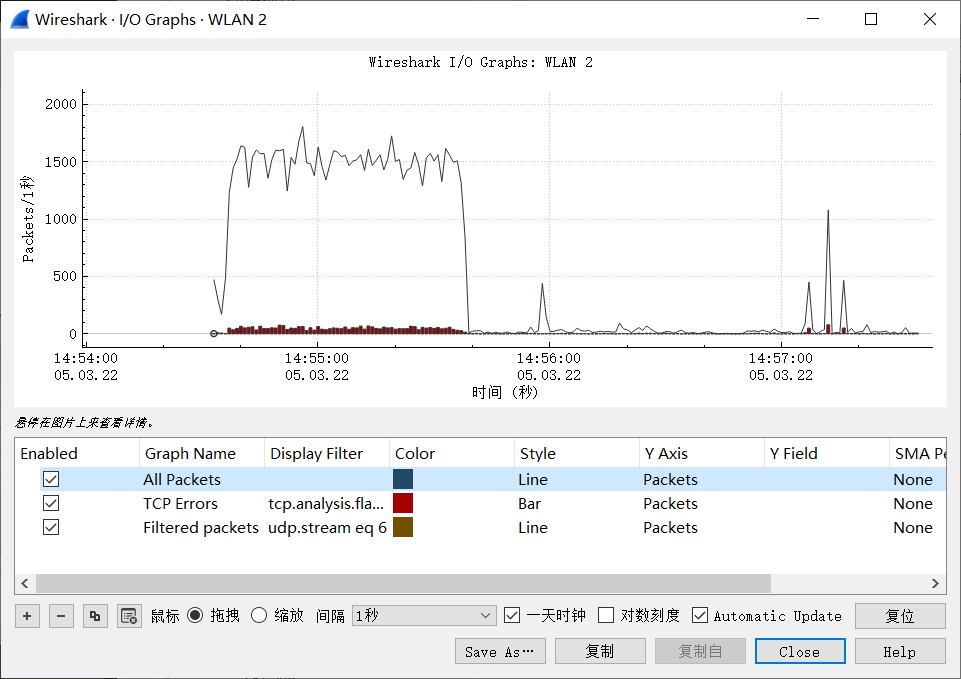 Wireshark · I/O Graphs · WLAN 2
Wireshark I/O Graphs: WLAN 2
2000
1500
1000
500
0
Packets/1秒
14:54:00 14:55:00 14:56:00 14:57:00
05.03.22 05.03.22 05.03.22 05.03.22
时间 (秒)
悬停在图片上来查看详情。
Enabled Graph Name Display Filter Color Style Y Axis Y Field SMA Pe
All Packets Line Packets None
TCP Errors tcp.analysis.fla... Bar Packets None
Filtered packets udp.stream eq 6 Line Packets None
+ − 鼠标 拖拽 缩放 间隔 1秒 一天时钟 对数刻度 Automatic Update 复位
Save As… 复制 复制自 Close Help